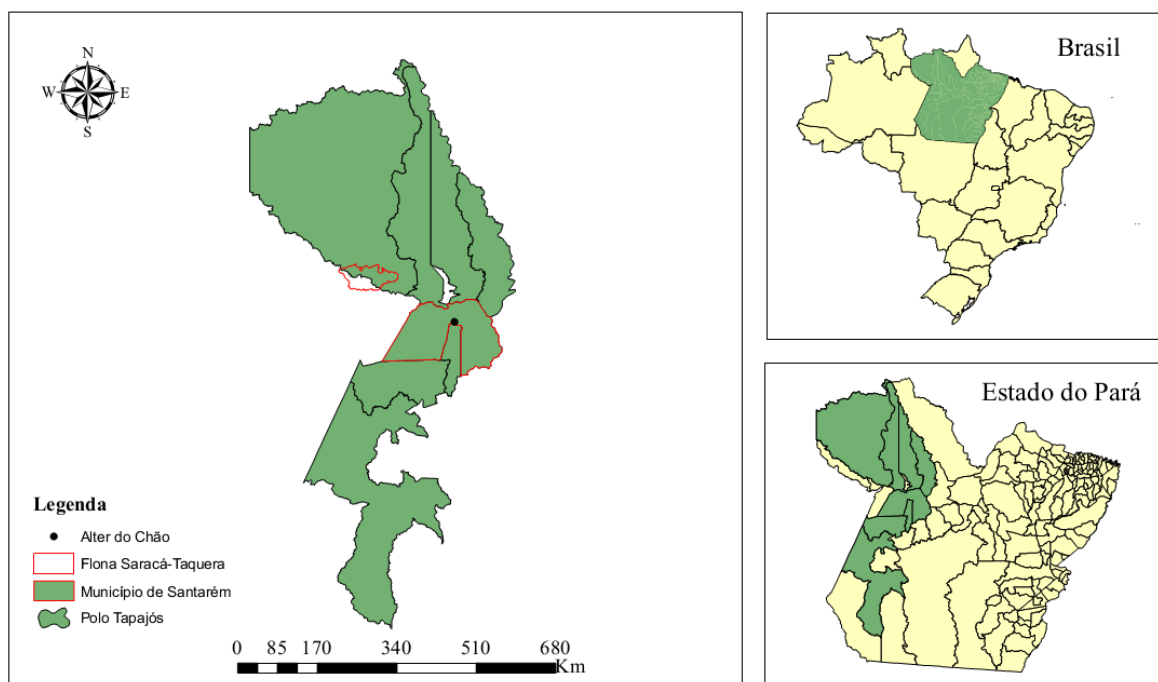 N
W E
S
Legenda
Alter do Chão
Flona Saracá-Taquera
Município de Santarém
Polo Tapajós
0 85 170 340 510 680
Km
Brasil
Estado do Pará